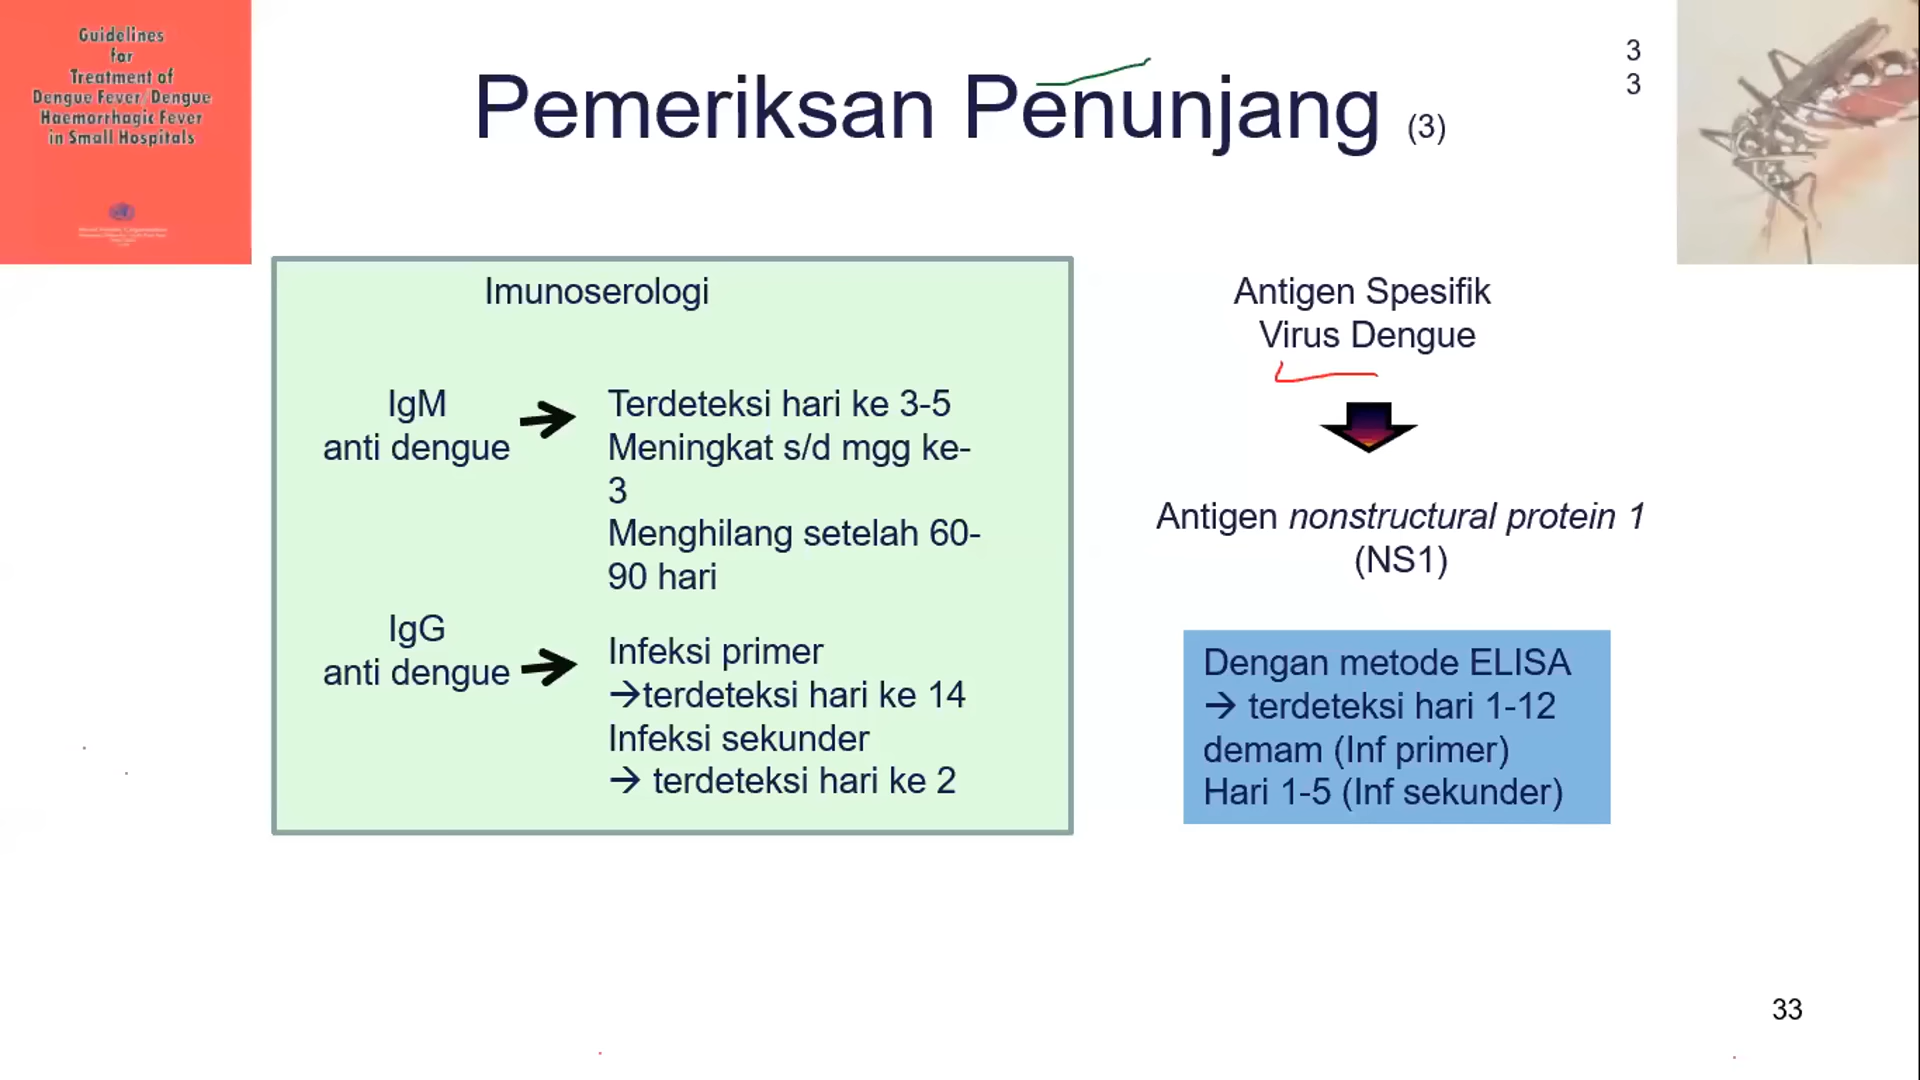 Guidelines
for
Treatment of
Dengue Fever/Dengue
Haemorrhagic Fever
in Small Hospitals
Pemeriksan Penunjang (3)
3
3
Imunoserologi
IgM
anti dengue
Terdeteksi hari ke 3-5
Meningkat s/d mgg ke-
3
Menghilang setelah 60-
90 hari
IgG
anti dengue
Infeksi primer
→terdeteksi hari ke 14
Infeksi sekunder
→ terdeteksi hari ke 2
Antigen Spesifik
Virus Dengue
Antigen nonstructural protein 1
(NS1)
Dengan metode ELISA
→ terdeteksi hari 1-12
demam (Inf primer)
Hari 1-5 (Inf sekunder)
33